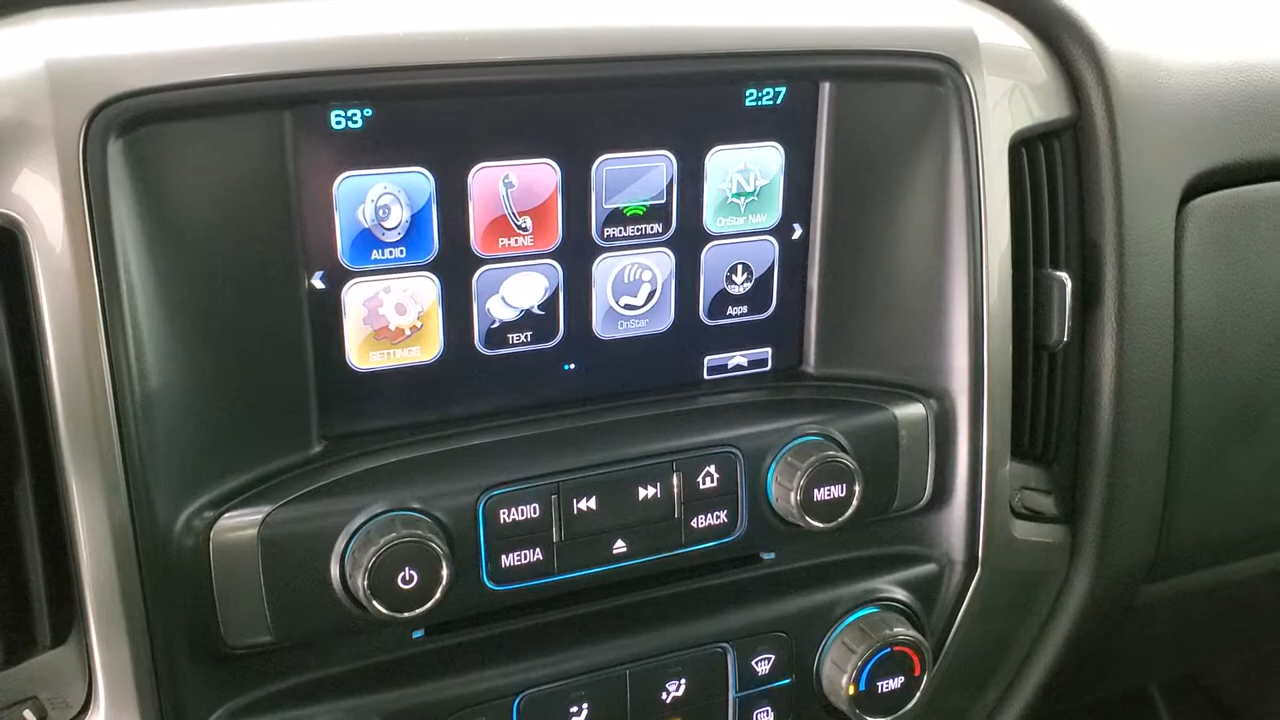 63°
2:27
AUDIO
PHONE
PROJECTION
N
OnStar NAV
SETTINGS
TEXT
OnStar
Apps
RADIO
MEDIA
BACK
MENU
TEMP